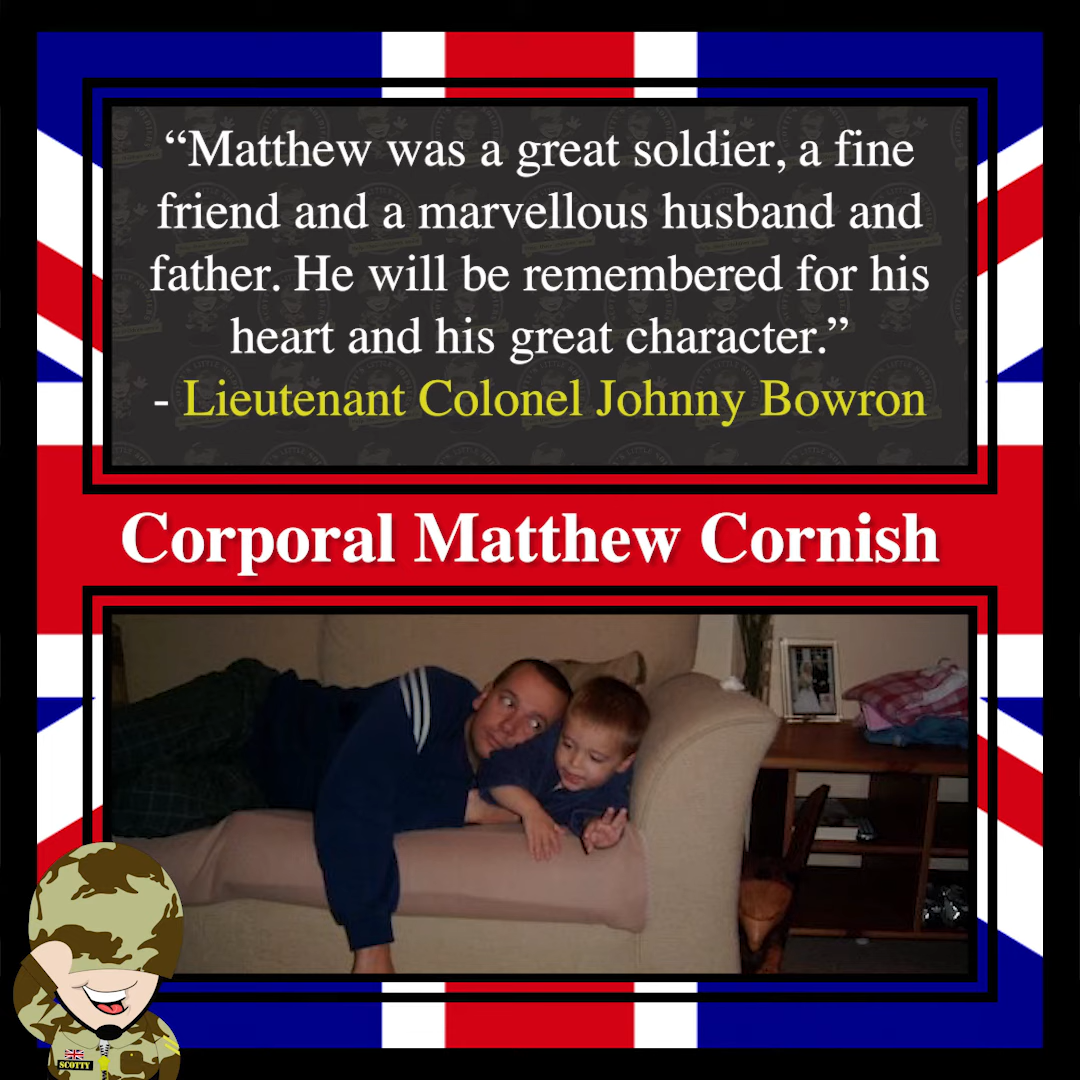 “Matthew was a great soldier, a fine
friend and a marvellous husband and
father. He will be remembered for his
heart and his great character.”
- Lieutenant Colonel Johnny Bowron
Corporal Matthew Cornish
SCOTTY